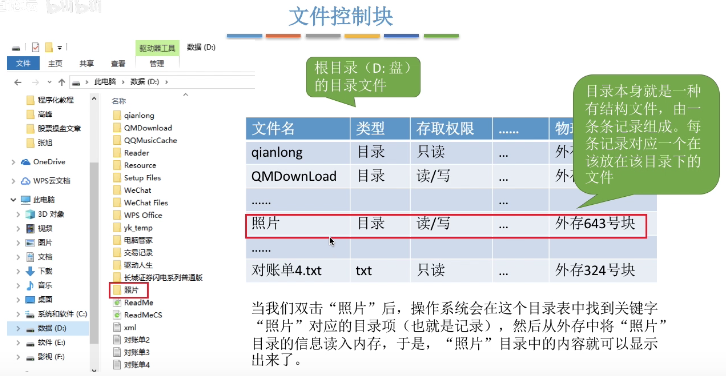 文件控制块
驱动器工具
数据 (D:)
文件
主页
共享
查看
管理
此电脑 > 数据 (D:) >
程序化教程
高峰
股票操盘文章
张旭
OneDrive
WPS云文档
此电脑
3D 对象
视频
图片
文档
下载
音乐
桌面
系统和软件 (C:)
数据 (D:)
软件 (E:)
影视 (F:)
名称
qianlong
QMDownload
QQMusicCache
Reader
Resource
Setup Files
WeChat
WeChat Files
WPS Office
yk_temp
电脑管家
交易记录
驱动人生
长城证券闪电系列普通版
照片
ReadMe
ReadMeCS
xml
对账单2
对账单3
对账单4
根目录（D: 盘）
的目录文件
目录本身就是一种
有结构文件，由一
条条记录组成。每
条记录对应一个在
该放在该目录下的
文件
文件名 类型 存取权限 …… 物
qianlong 目录 只读 ... 外存
QMDownLoad 目录 读/写 ... 外存
……
照片 目录 读/写 ... 外存643号块
……
对账单4.txt txt 只读 ... 外存324号块
当我们双击“照片”后，操作系统会在这个目录表中找到关键字
“照片”对应的目录项（也就是记录），然后从外存中将“照片”
目录的信息读入内存，于是，“照片”目录中的内容就可以显示
出来了。